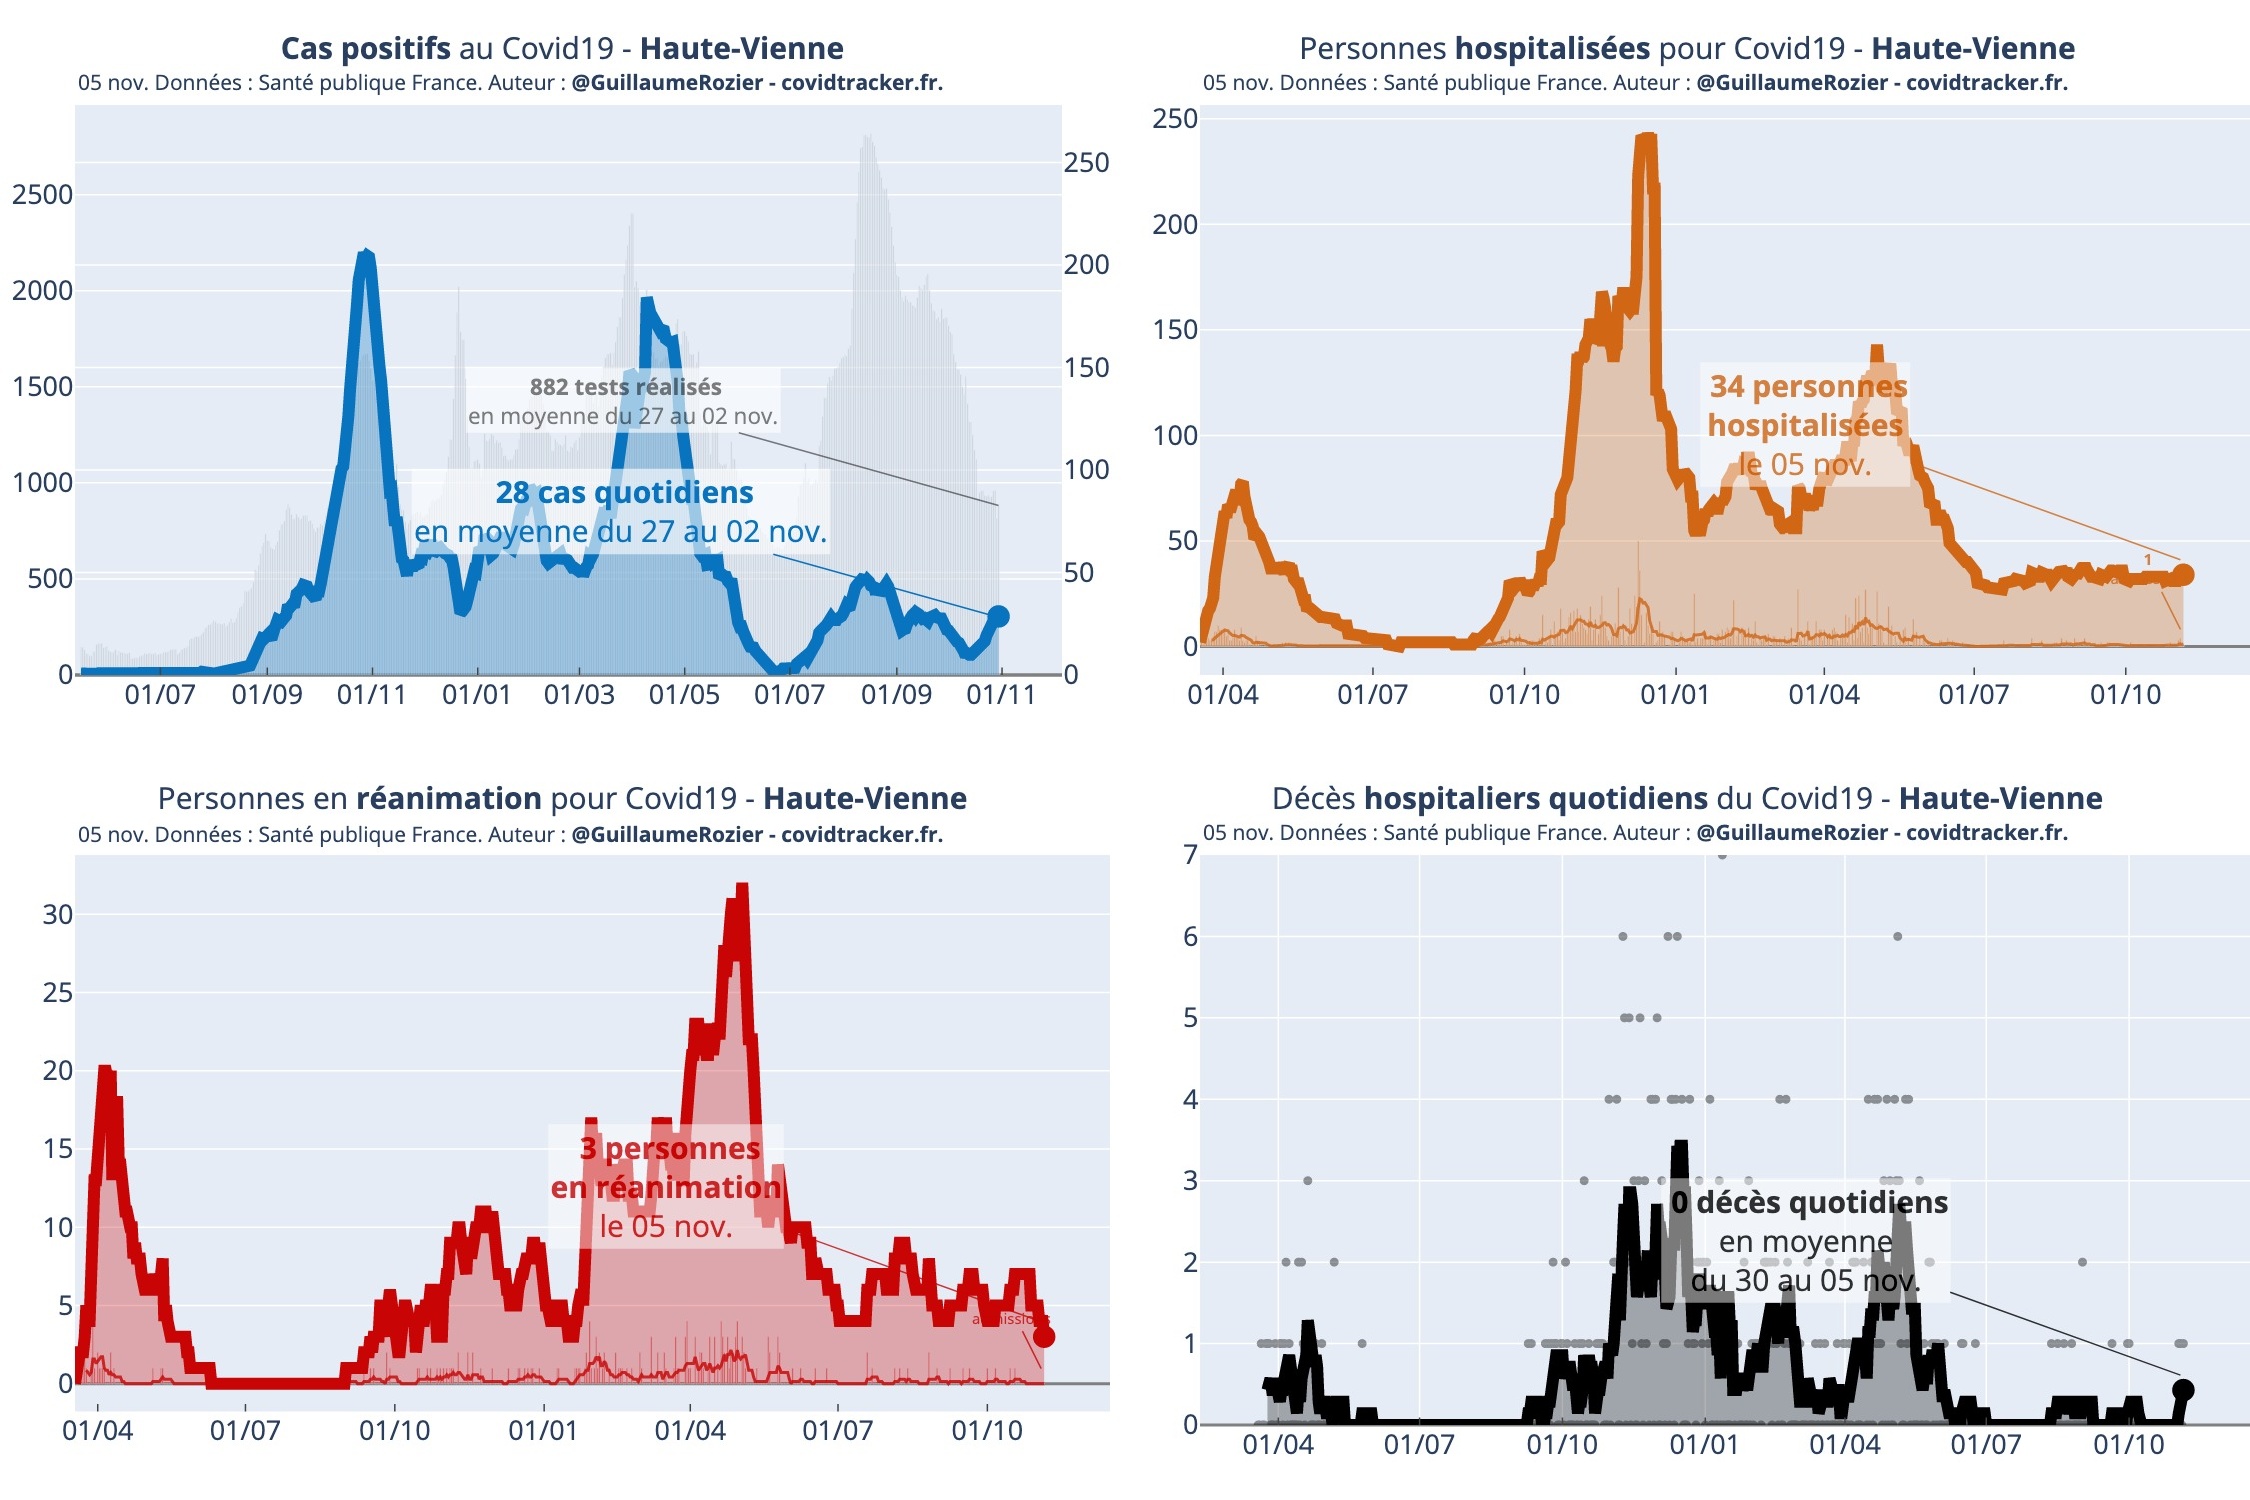 Cas positifs au Covid19 - Haute-Vienne
05 nov. Données : Santé publique France. Auteur : @GuillaumeRozier - covidtracker.fr.
2500
2000
1500
1000
500
0
250
200
150
100
50
0
882 tests réalisés
en moyenne du 27 au 02 nov.
28 cas quotidiens
en moyenne du 27 au 02 nov.
01/07 01/09 01/11 01/01 01/03 01/05 01/07 01/09 01/11
Personnes hospitalisées pour Covid19 - Haute-Vienne
05 nov. Données : Santé publique France. Auteur : @GuillaumeRozier - covidtracker.fr.
250
200
150
100
50
0
34 personnes
hospitalisées
le 05 nov.
1
01/04 01/07 01/10 01/01 01/04 01/07 01/10
Personnes en réanimation pour Covid19 - Haute-Vienne
05 nov. Données : Santé publique France. Auteur : @GuillaumeRozier - covidtracker.fr.
30
25
20
15
10
5
0
3 personnes
en réanimation
le 05 nov.
admissions
01/04 01/07 01/10 01/01 01/04 01/07 01/10
Décès hospitaliers quotidiens du Covid19 - Haute-Vienne
05 nov. Données : Santé publique France. Auteur : @GuillaumeRozier - covidtracker.fr.
7
6
5
4
3
2
1
0
0 décès quotidiens
en moyenne
du 30 au 05 nov.
01/04 01/07 01/10 01/01 01/04 01/07 01/10